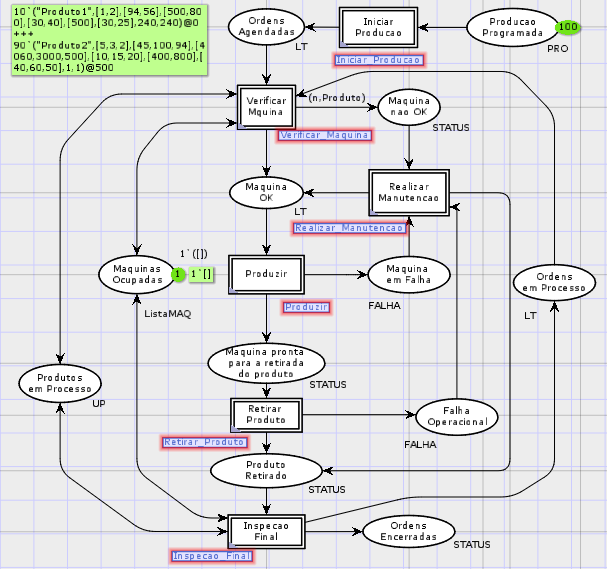 10`("Produto1",[1,2],[94,56],[500,80
0],[30,40],[500],[30,25],240,240)@0
+++
90`("Produto2",[5,3,2],[45,100,94],[4
060,3000,500],[10,15,20],[400,800],[
40,60,50],1,1)@500
Ordens
Agendadas
LT
Iniciar
Producao
Iniciar_Producao
Producao
Programada
100
PRO
Verificar
Mquina
Verificar_Maquina
(n,Produto)
Maquina
nao OK
STATUS
Maquina
OK
LT
Realizar
Manutencao
Realizar_Manutencao
1`([])
Maquinas
Ocupadas
1
1`[]
ListaMAQ
Produzir
Produzir
Maquina
em Falha
FALHA
Ordens
em Processo
LT
Maquina pronta
para a retirada
do produto
STATUS
Produtos
em Processo
UP
Retirar
Produto
Retirar_Produto
Falha
Operacional
FALHA
Produto
Retirado
STATUS
Inspecao
Final
Inspecao_Final
Ordens
Encerradas
STATUS